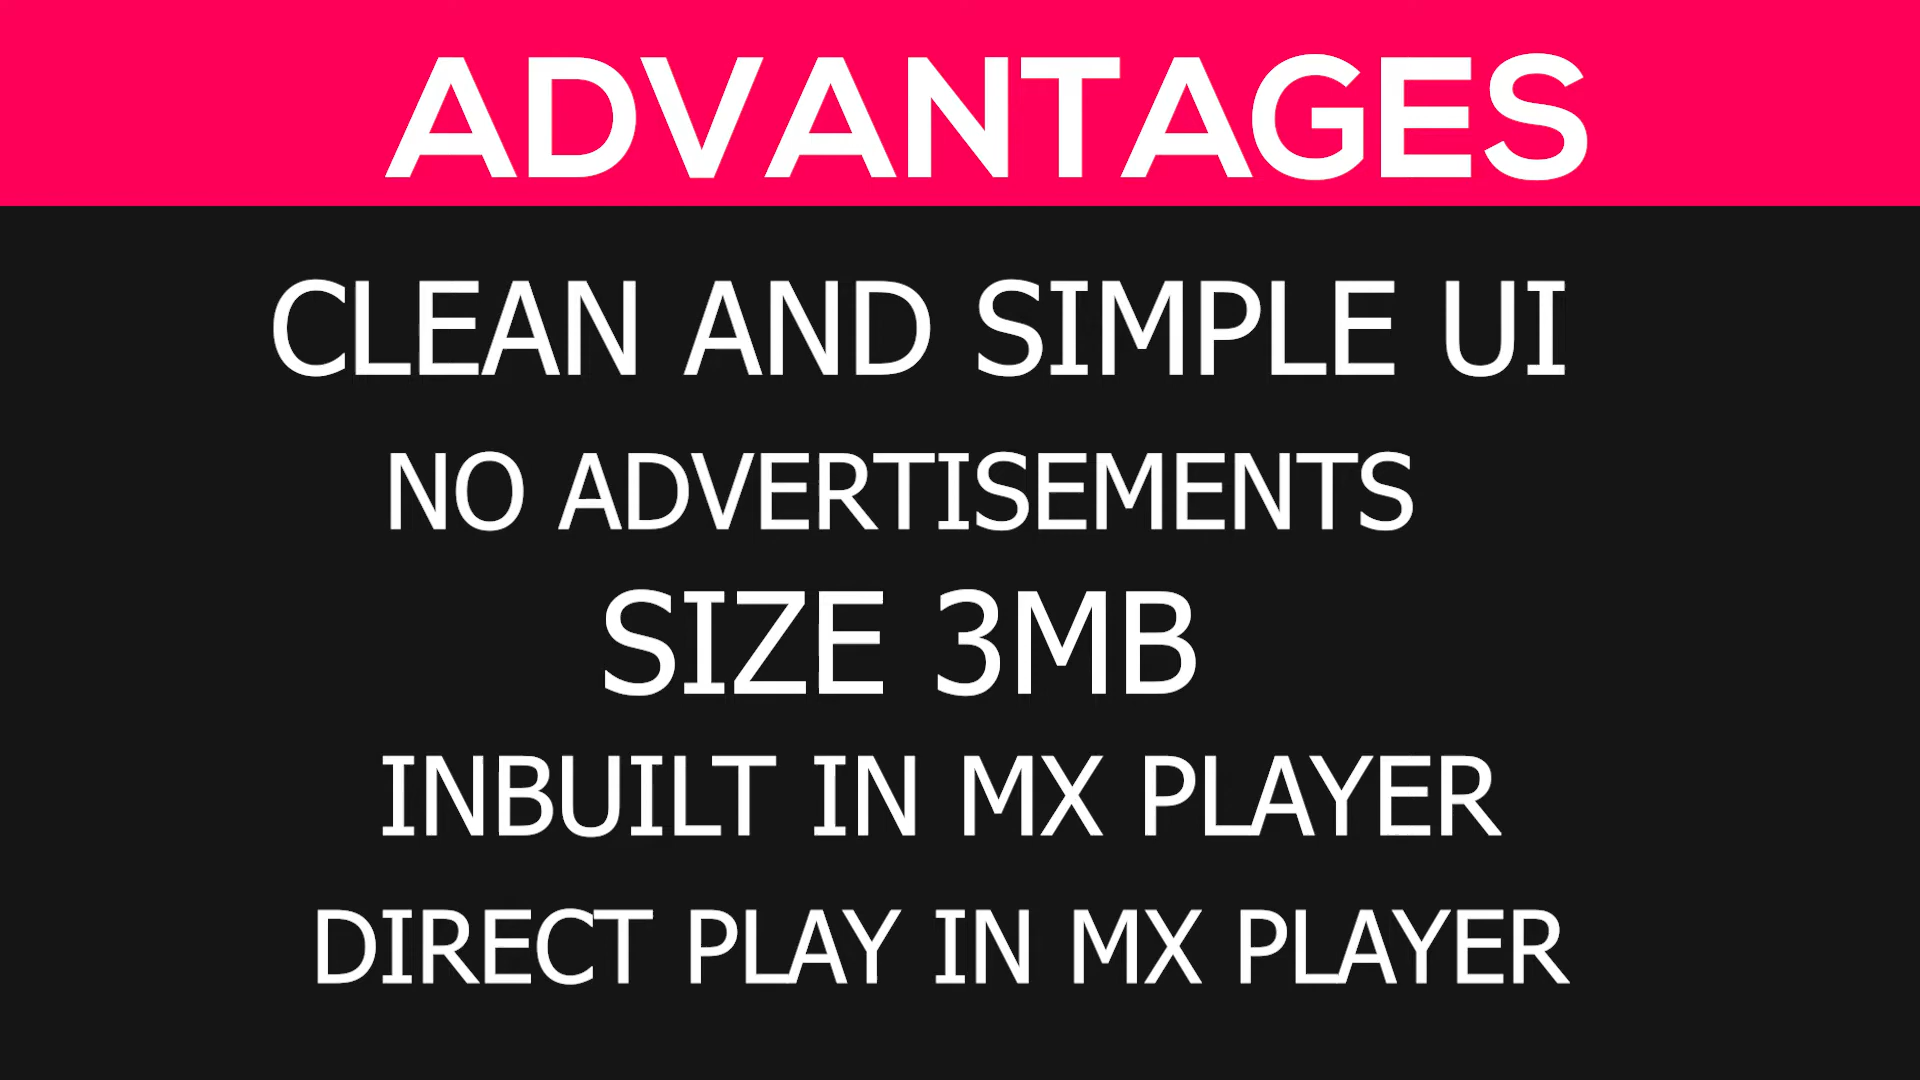 ADVANTAGES
CLEAN AND SIMPLE UI
NO ADVERTISEMENTS
SIZE 3MB
INBUILT IN MX PLAYER
DIRECT PLAY IN MX PLAYER